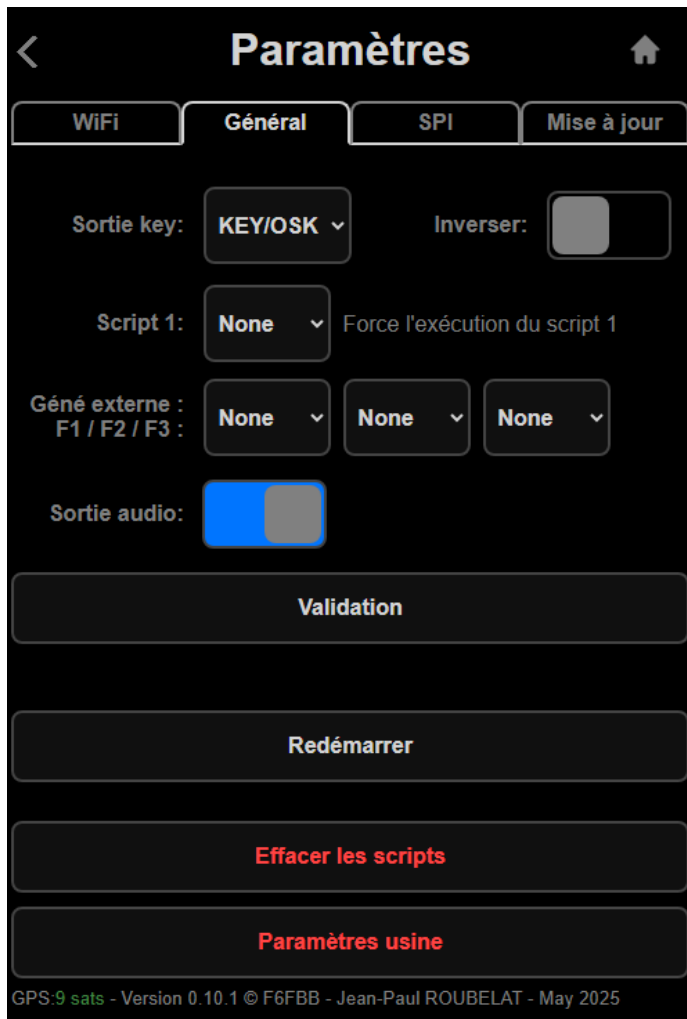 Paramètres
WiFi Général SPI Mise à jour
Sortie key: KEY/OSK Inverser:
Script 1: None Force l'exécution du script 1
Géné externe :
F1 / F2 / F3 : None None None
Sortie audio:
Validation
Redémarrer
Effacer les scripts
Paramètres usine
GPS:9 sats - Version 0.10.1 © F6FBB - Jean-Paul ROUBELAT - May 2025